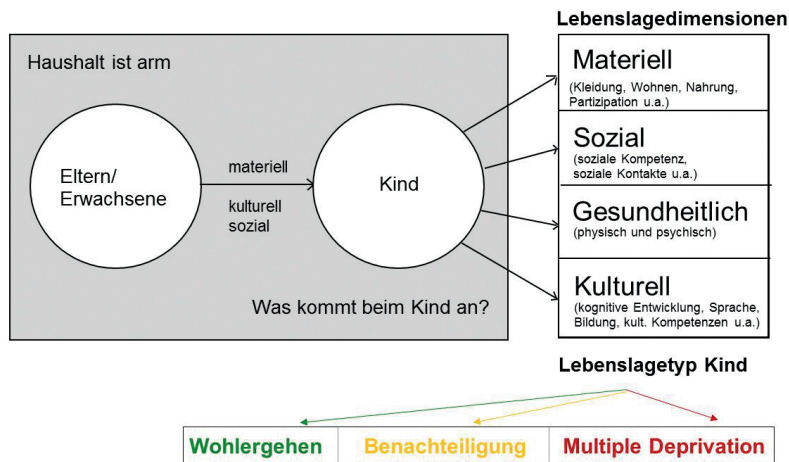 Lebenslagedimensionen
Haushalt ist arm
Eltern/
Erwachsene
materiell
kulturell
sozial
Kind
Was kommt beim Kind an?
Materiell
(Kleidung, Wohnen, Nahrung,
Partizipation u.a.)
Sozial
(soziale Kompetenz,
soziale Kontakte u.a.)
Gesundheitlich
(physisch und psychisch)
Kulturell
(kognitive Entwicklung, Sprache,
Bildung, kult. Kompetenzen u.a.)
Lebenslagetyp Kind
Wohlergehen
Benachteiligung
Multiple Deprivation